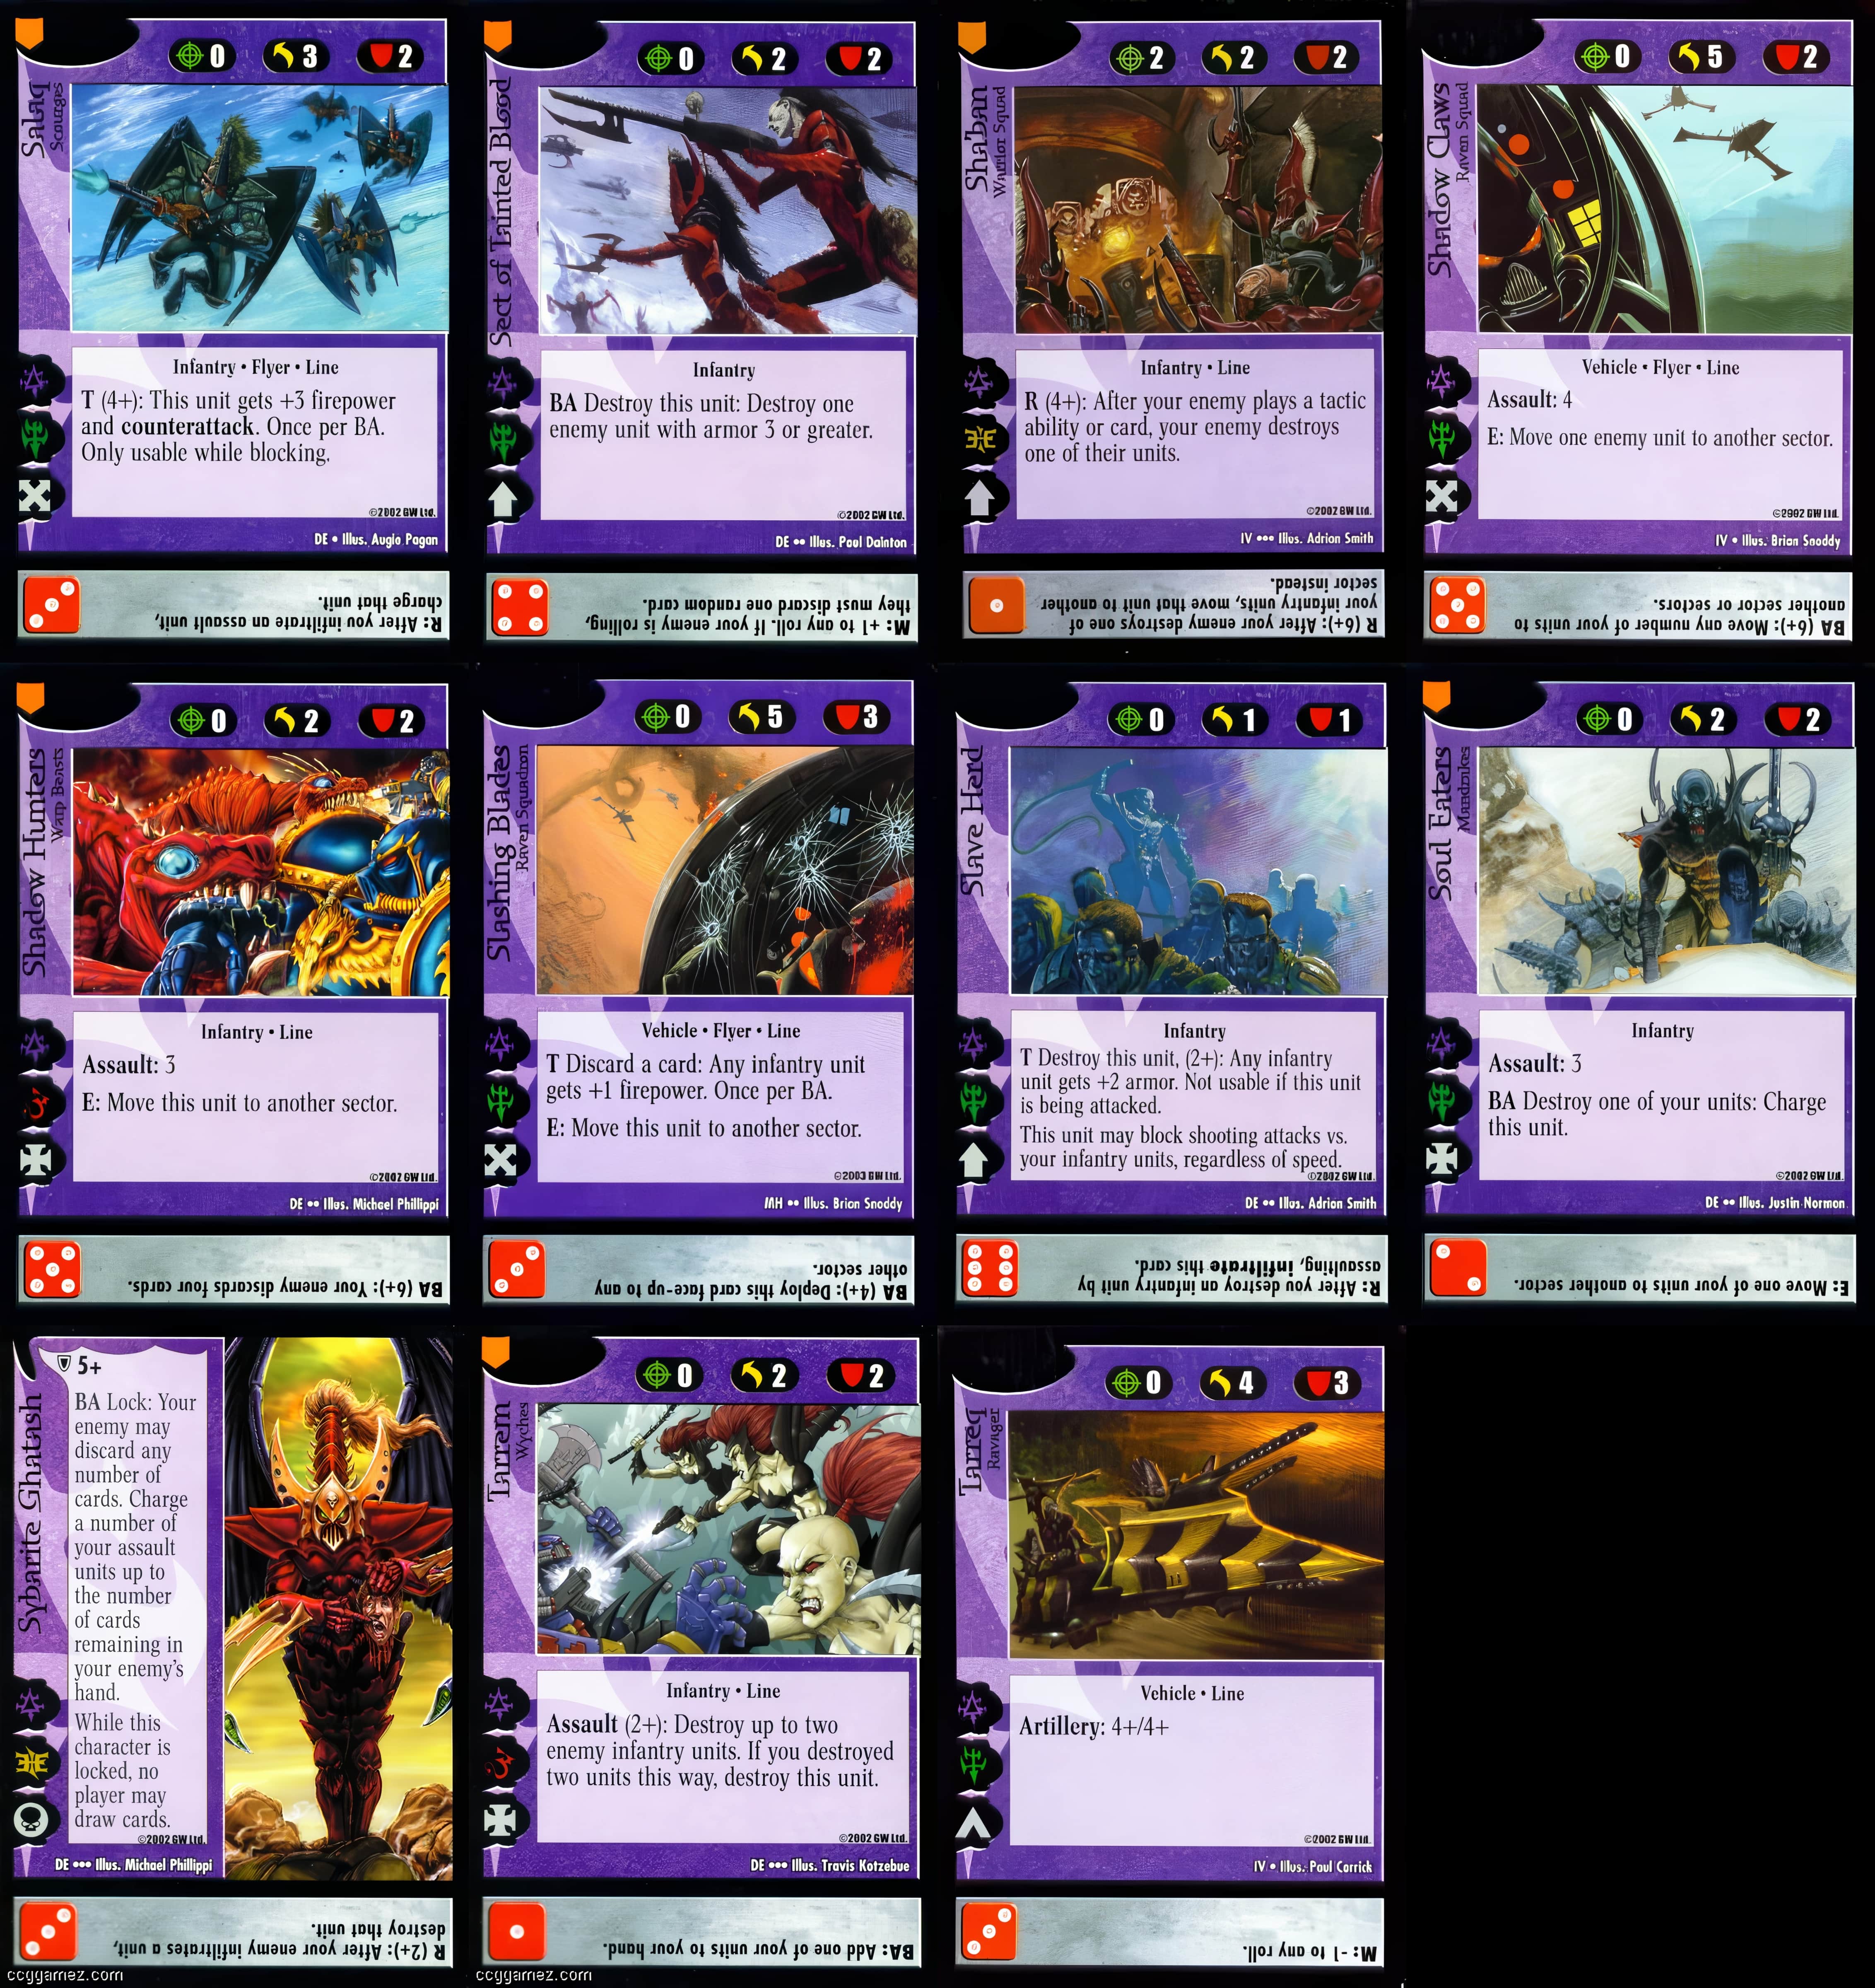 0 3 2
Salaq
Scourges
Infantry • Flyer • Line
T (4+): This unit gets +3 firepower
and counterattack. Once per BA.
Only usable while blocking.
©2002 GW Ltd.
DE • Illus. Auglo Pagan
R: After you infiltrate an assault unit,
charge that unit.
0 2 2
Sect of Tainted Blood
Infantry
BA Destroy this unit: Destroy one
enemy unit with armor 3 or greater.
©2002 GW Ltd.
DE •• Illus. Paul Dainton
M: +1 to any roll. If your enemy is rolling,
they must discard one random card.
2 2 2
Sha'ban
Warrior Squad
Infantry • Line
R (4+): After your enemy plays a tactic
ability or card, your enemy destroys
one of their units.
©2002 GW Ltd.
IV ••• Illus. Adrian Smith
R (6+): After your enemy destroys one of
your infantry units, move that unit to another
sector instead.
0 5 2
Shadow Claws
Raven Squad
Vehicle • Flyer • Line
Assault: 4
E: Move one enemy unit to another sector.
©2002 GW Ltd.
IV • Illus. Brian Snoddy
BA (6+): Move any number of your units to
another sector or sectors.
0 2 2
Shadow Hunters
Warp Beasts
Infantry • Line
Assault: 3
E: Move this unit to another sector.
©2002 GW Ltd.
DE •• Illus. Michael Phillippi
BA (6+): Your enemy discards four cards.
0 5 3
Slashing Blades
Raven Squadron
Vehicle • Flyer • Line
T Discard a card: Any infantry unit
gets +1 firepower. Once per BA.
E: Move this unit to another sector.
©2003 GW Ltd.
MH •• Illus. Brian Snoddy
BA (4+): Deploy this card face-up to any
other sector.
0 1 1
Slave Herd
Infantry
T Destroy this unit, (2+): Any infantry
unit gets +2 armor. Not usable if this unit
is being attacked.
This unit may block shooting attacks vs.
your infantry units, regardless of speed.
©2002 GW Ltd.
DE •• Illus. Adrian Smith
R: After you destroy an infantry unit by
assaulting, infiltrate this card.
0 2 2
Soul Eaters
Mandrakes
Infantry
Assault: 3
BA Destroy one of your units: Charge
this unit.
©2002 GW Ltd.
DE •• Illus. Justin Norman
E: Move one of your units to another sector.
5+
Sybarite Ghatash
BA Lock: Your
enemy may
discard any
number of
cards. Charge
a number of
your assault
units up to
the number
of cards
remaining in
your enemy's
hand.
While this
character is
locked, no
player may
draw cards.
©2002 GW Ltd.
DE ••• Illus. Michael Phillippi
R (2+): After your enemy infiltrates a unit,
destroy that unit.
ccggamez.com
0 2 2
Tarrem
Wyches
Infantry • Line
Assault (2+): Destroy up to two
enemy infantry units. If you destroyed
two units this way, destroy this unit.
©2002 GW Ltd.
DE ••• Illus. Travis Kotzebue
BA: Add one of your units to your hand.
ccggamez.com
0 4 3
Tarreq
Ravager
Vehicle • Line
Artillery: 4+/4+
©2002 GW Ltd.
IV • Illus. Paul Carrick
M: -1 to any roll.